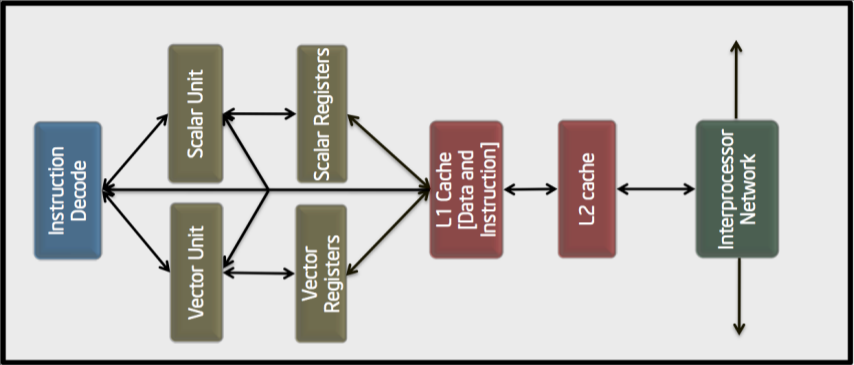 Instruction
Decode
Scalar Unit
Vector Unit
Scalar Registers
Vector
Registers
L1 Cache
[Data and
Instruction]
L2 cache
Interprocessor
Network